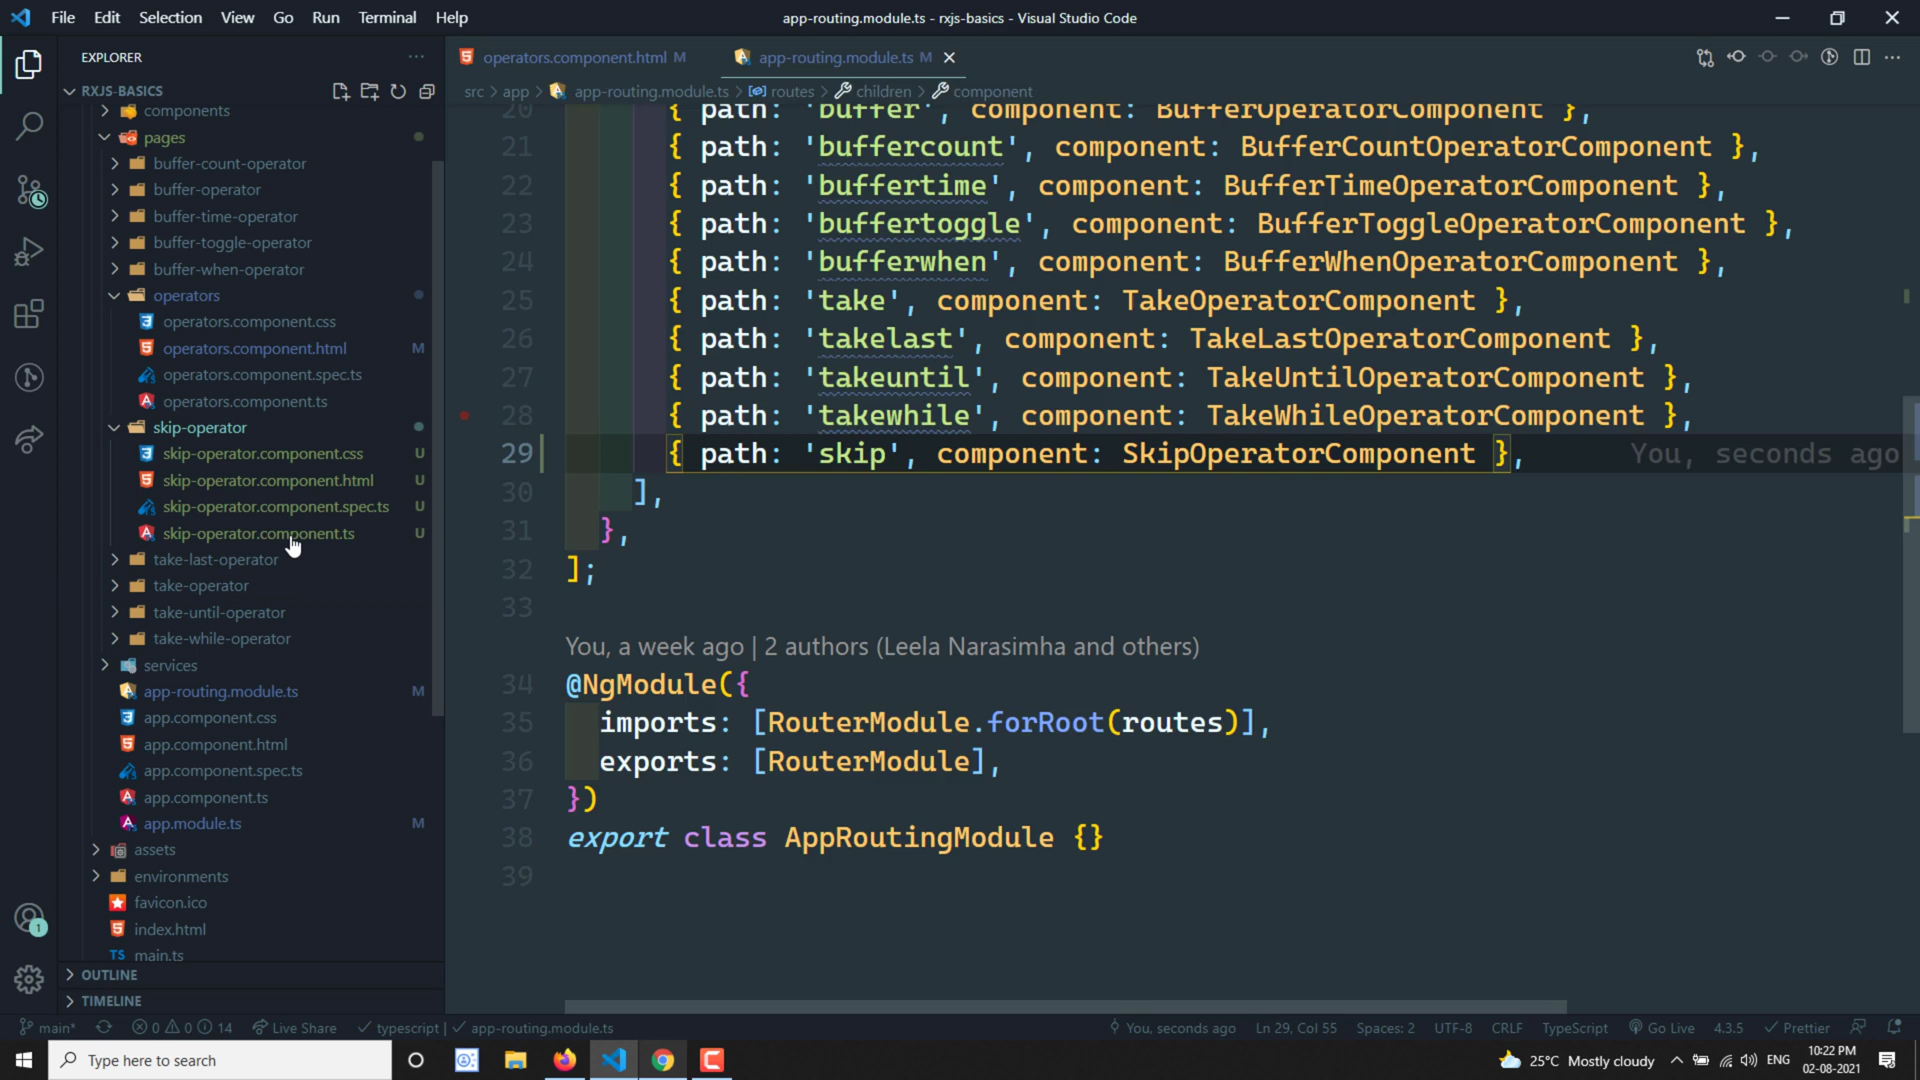 File Edit Selection View Go Run Terminal Help
app-routing.module.ts - rxjs-basics - Visual Studio Code
EXPLORER
RXJS-BASICS
components
pages
buffer-count-operator
buffer-operator
buffer-time-operator
buffer-toggle-operator
buffer-when-operator
operators
operators.component.css
operators.component.html M
operators.component.spec.ts
operators.component.ts
skip-operator
skip-operator.component.css U
skip-operator.component.html U
skip-operator.component.spec.ts U
skip-operator.component.ts U
take-last-operator
take-operator
take-until-operator
take-while-operator
services
app-routing.module.ts M
app.component.css
app.component.html
app.component.spec.ts
app.component.ts
app.module.ts M
assets
environments
favicon.ico
index.html
TS main.ts
OUTLINE
TIMELINE
operators.component.html M
app-routing.module.ts M
src > app > app-routing.module.ts > routes > children > component
20 { path: 'buffer', component: BufferOperatorComponent },
21 { path: 'buffercount', component: BufferCountOperatorComponent },
22 { path: 'buffertime', component: BufferTimeOperatorComponent },
23 { path: 'buffertoggle', component: BufferToggleOperatorComponent },
24 { path: 'bufferwhen', component: BufferWhenOperatorComponent },
25 { path: 'take', component: TakeOperatorComponent },
26 { path: 'takelast', component: TakeLastOperatorComponent },
27 { path: 'takeuntil', component: TakeUntilOperatorComponent },
28 { path: 'takewhile', component: TakeWhileOperatorComponent },
29 { path: 'skip', component: SkipOperatorComponent }, You, seconds ago
30 ],
31 },
32 ];
33
You, a week ago | 2 authors (Leela Narasimha and others)
34 @NgModule({
35 imports: [RouterModule.forRoot(routes)],
36 exports: [RouterModule],
37 })
38 export class AppRoutingModule {}
39
1
main* 0 0 14 Live Share typescript | app-routing.module.ts
You, seconds ago Ln 29, Col 55 Spaces: 2 UTF-8 CRLF TypeScript Go Live 4.3.5 Prettier
Type here to search
25°C Mostly cloudy ENG
10:22 PM
02-08-2021